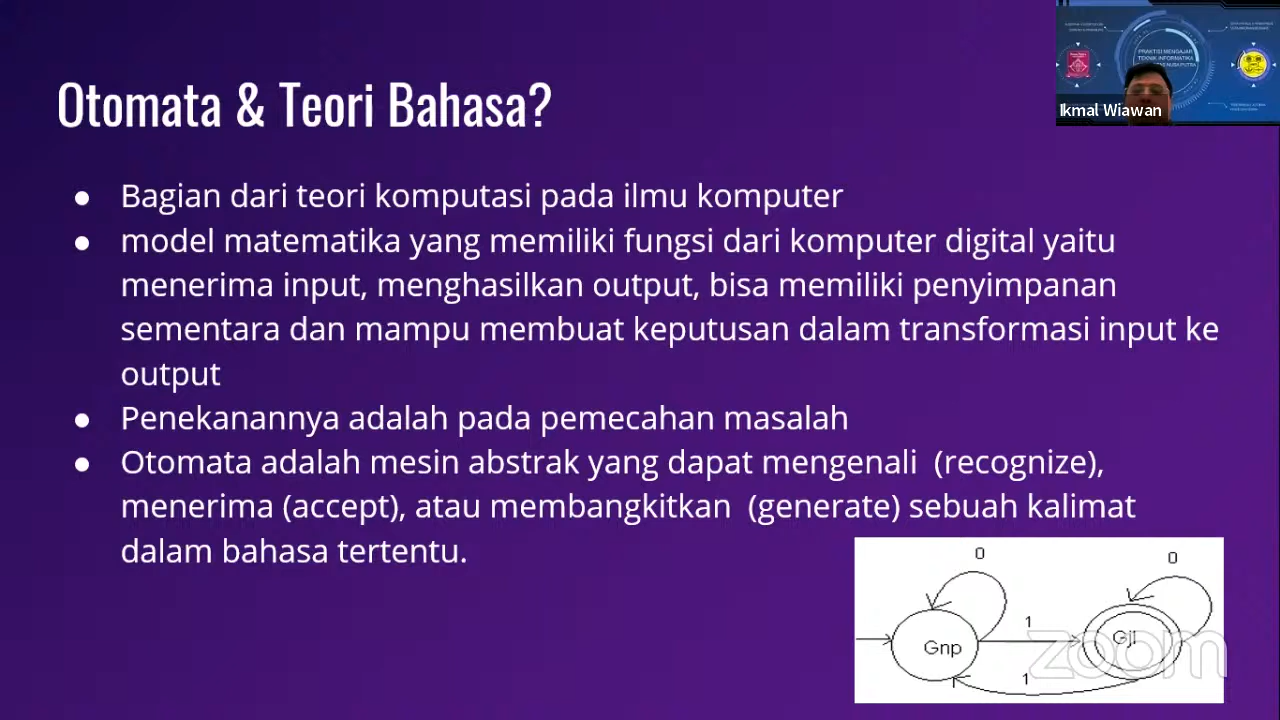 Otomata & Teori Bahasa?
PRAKTISI MENGAJAR
TEKNIK INFORMATIKA
Ikmal Wiawan
● Bagian dari teori komputasi pada ilmu komputer
● model matematika yang memiliki fungsi dari komputer digital yaitu
menerima input, menghasilkan output, bisa memiliki penyimpanan
sementara dan mampu membuat keputusan dalam transformasi input ke
output
● Penekanannya adalah pada pemecahan masalah
● Otomata adalah mesin abstrak yang dapat mengenali (recognize),
menerima (accept), atau membangkitkan (generate) sebuah kalimat
dalam bahasa tertentu.
0
0
1
Gnp
Gjl
zoom
1